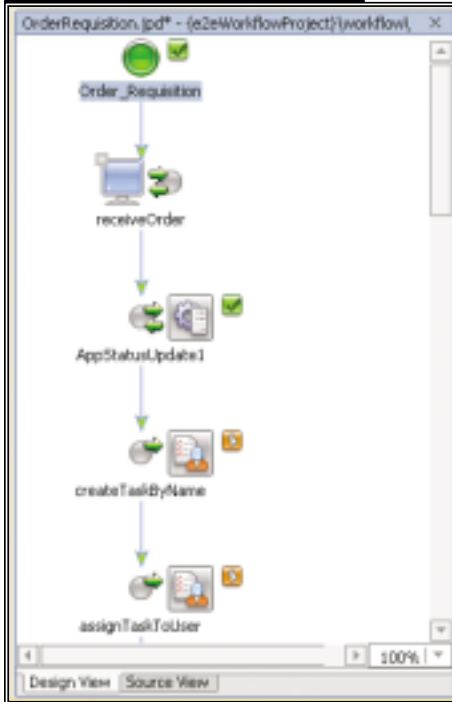 OrderRequisition.jpd* - {e2eWorkflowProject}\workflow\
Order_Requisition
receiveOrder
AppStatusUpdate1
createTaskByName
assignTaskToUser
100%
Design View Source View